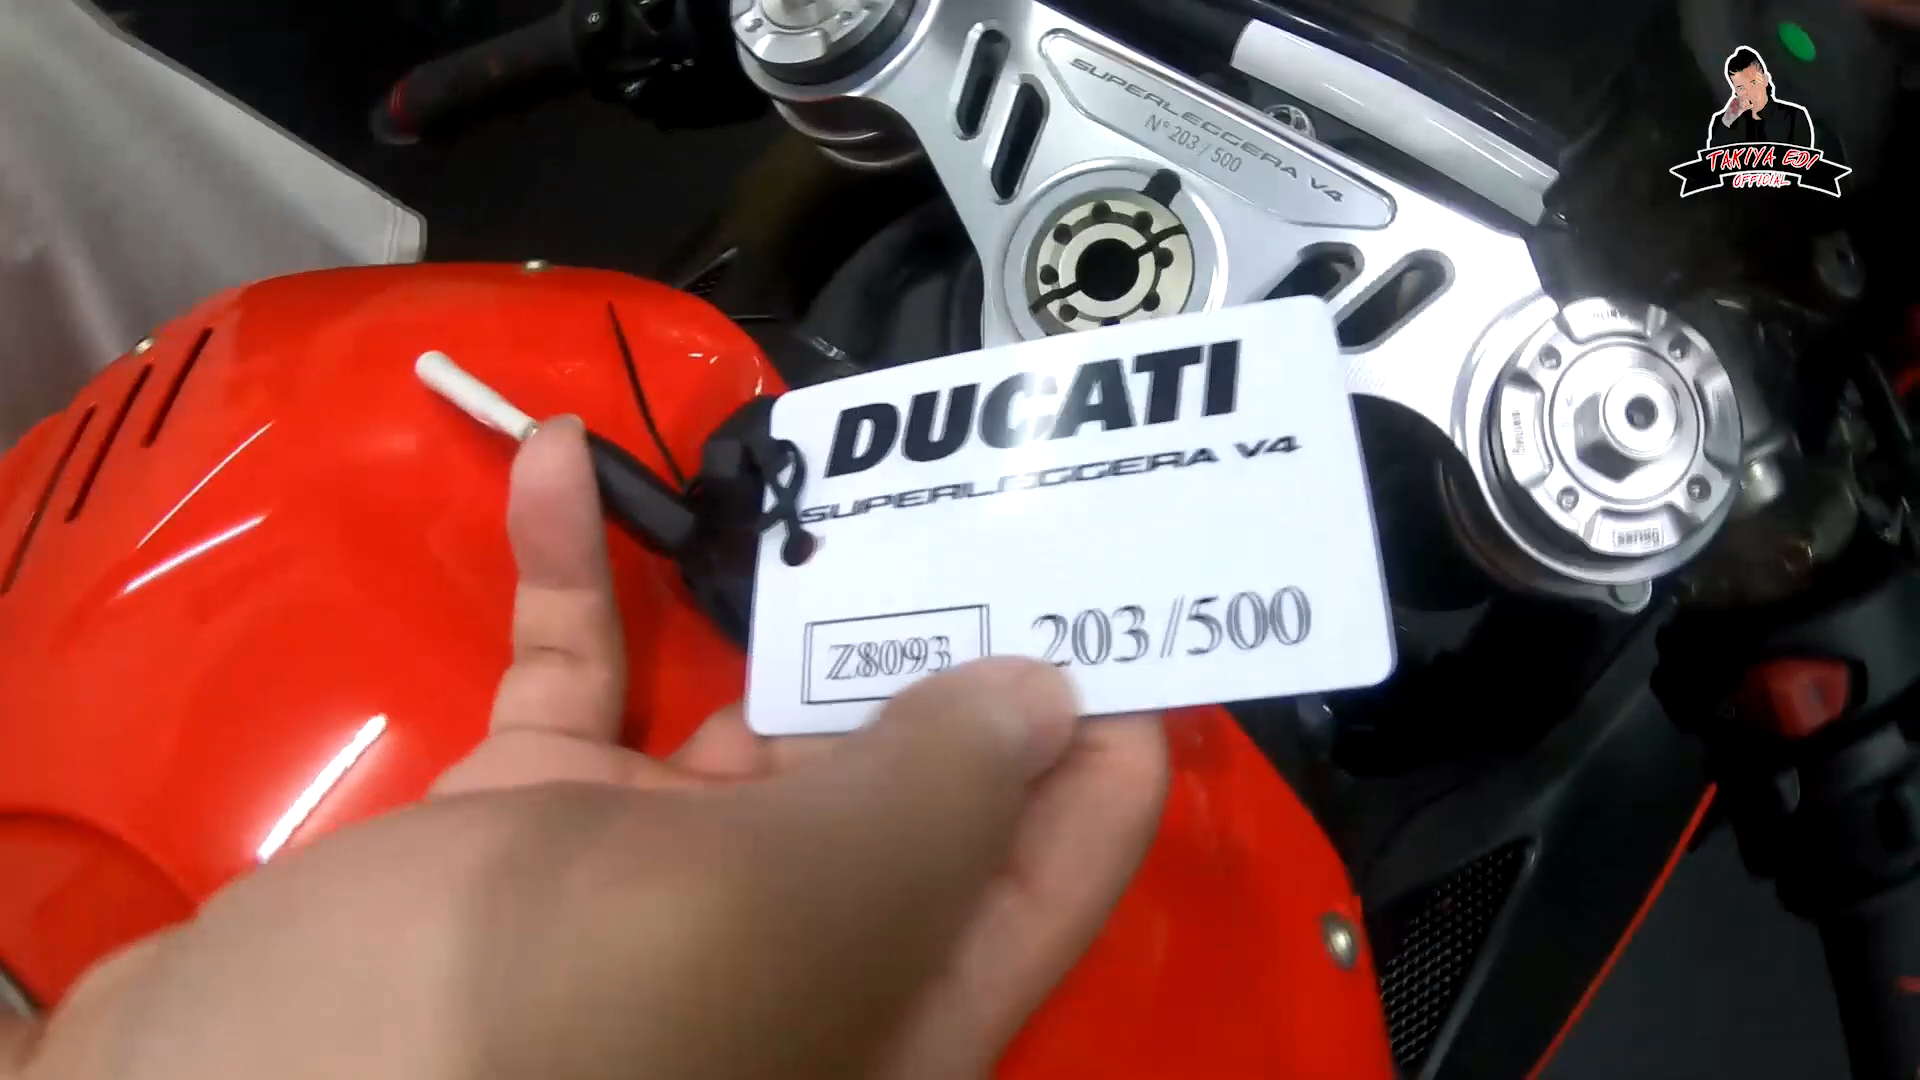 SUPERLEGGERA V4
N° 203 / 500
TAKIYA EDI
OFFICIAL
DUCATI
SUPERLEGGERA V4
Z8093
203/500